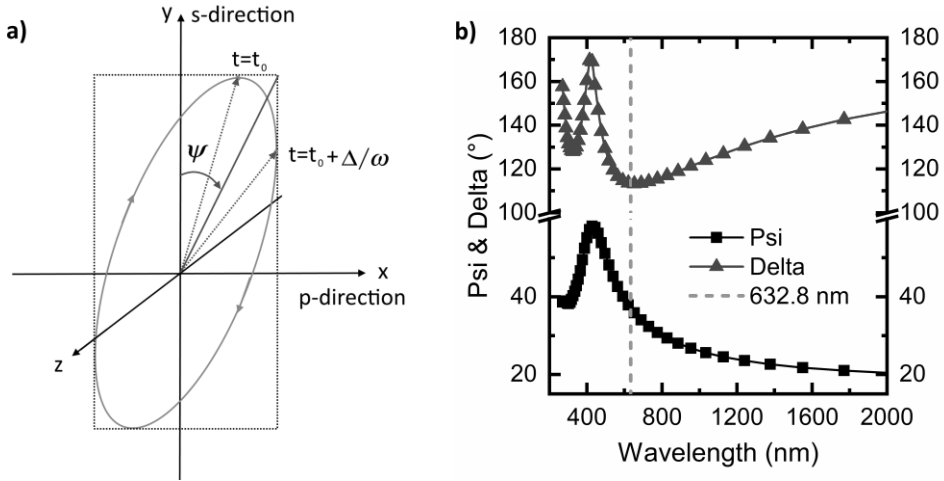 a)
y
s-direction
t=t₀
ψ
t=t₀ + Δ/ω
x
p-direction
z
b)
180
160
140
120
100
40
20
180
160
140
120
100
40
20
Psi & Delta (°)
Psi
Delta
632.8 nm
400 800 1200 1600 2000
Wavelength (nm)